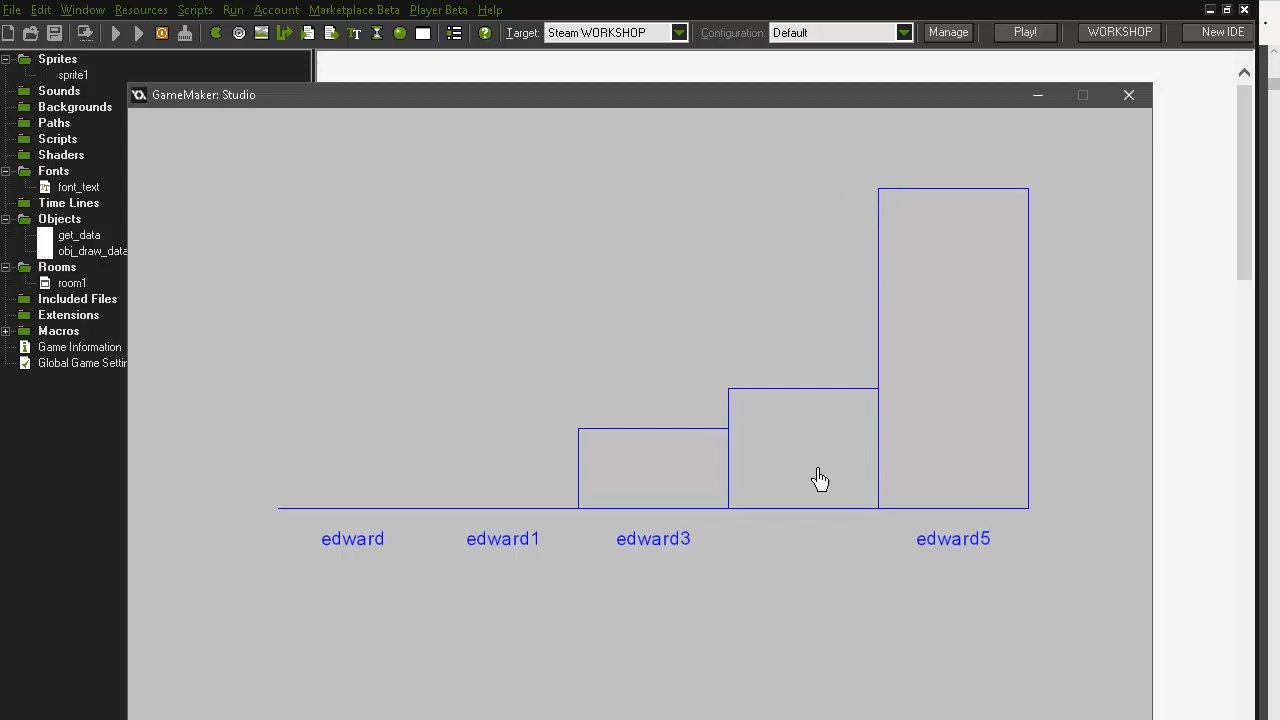 File Edit Window Resources Scripts Run Account Marketplace Beta Player Beta Help
Target: Steam WORKSHOP Configuration: Default Manage Play! WORKSHOP New IDE
Sprites
sprite1
Sounds
Backgrounds
Paths
Scripts
Shaders
Fonts
font_text
Time Lines
Objects
get_data
obj_draw_data
Rooms
room1
Included Files
Extensions
Macros
Game Information
Global Game Settin
GameMaker: Studio
edward edward1 edward3 edward5